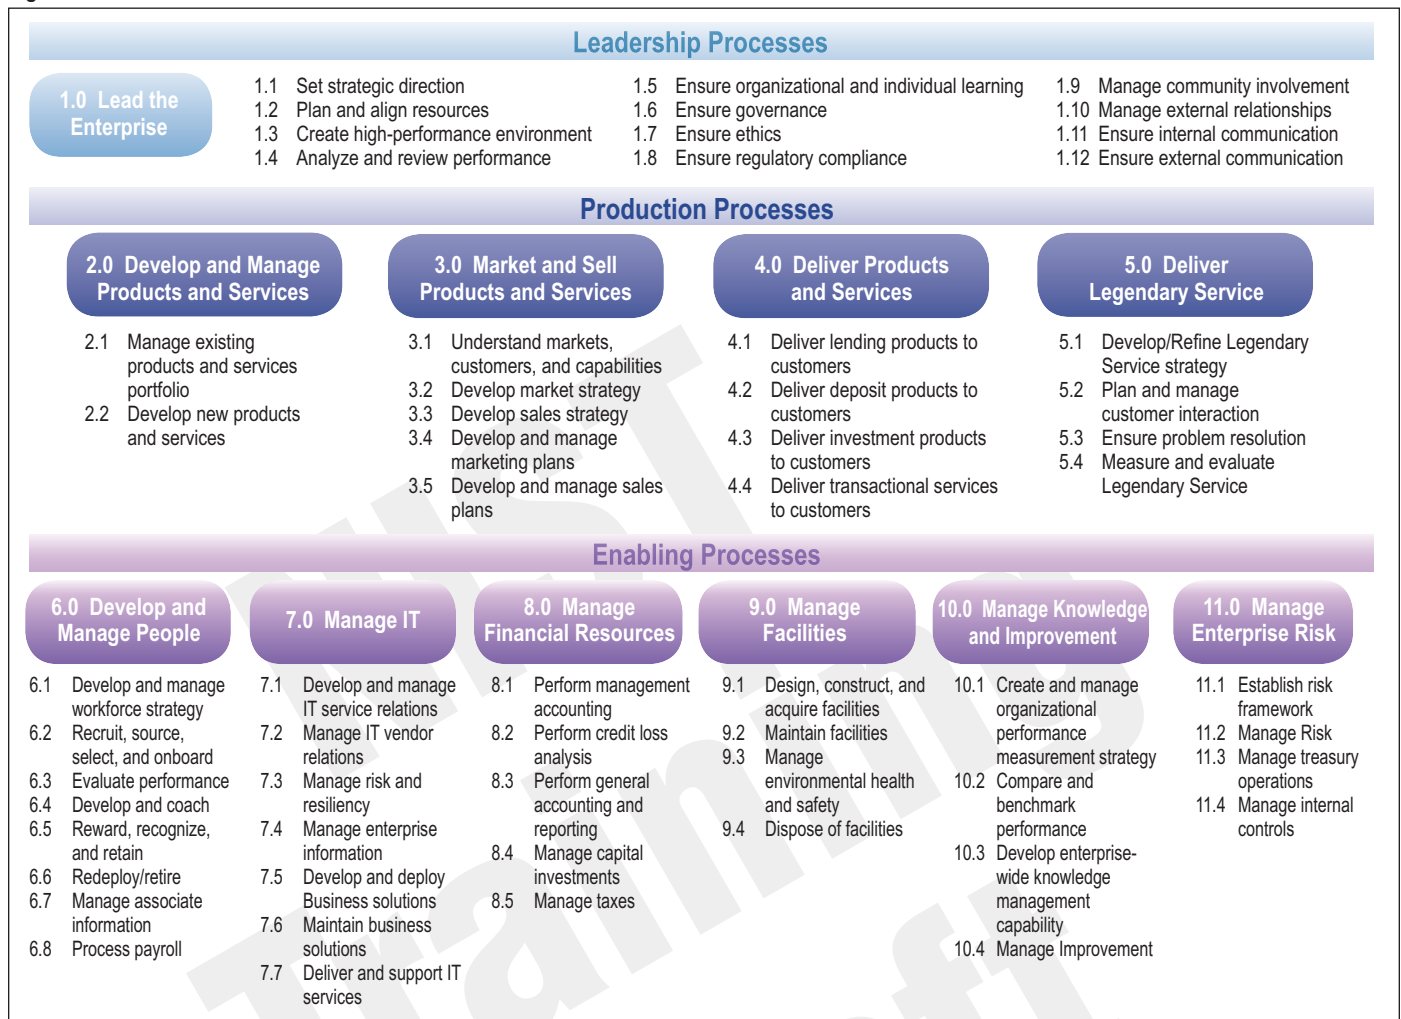 Leadership Processes
1.0 Lead the
Enterprise
1.1 Set strategic direction
1.2 Plan and align resources
1.3 Create high-performance environment
1.4 Analyze and review performance
1.5 Ensure organizational and individual learning
1.6 Ensure governance
1.7 Ensure ethics
1.8 Ensure regulatory compliance
1.9 Manage community involvement
1.10 Manage external relationships
1.11 Ensure internal communication
1.12 Ensure external communication
Production Processes
2.0 Develop and Manage
Products and Services
2.1 Manage existing
products and services
portfolio
2.2 Develop new products
and services
3.0 Market and Sell
Products and Services
3.1 Understand markets,
customers, and capabilities
3.2 Develop market strategy
3.3 Develop sales strategy
3.4 Develop and manage
marketing plans
3.5 Develop and manage sales
plans
4.0 Deliver Products
and Services
4.1 Deliver lending products to
customers
4.2 Deliver deposit products to
customers
4.3 Deliver investment products
to customers
4.4 Deliver transactional services
to customers
5.0 Deliver
Legendary Service
5.1 Develop/Refine Legendary
Service strategy
5.2 Plan and manage
customer interaction
5.3 Ensure problem resolution
5.4 Measure and evaluate
Legendary Service
Enabling Processes
6.0 Develop and
Manage People
6.1 Develop and manage
workforce strategy
6.2 Recruit, source,
select, and onboard
6.3 Evaluate performance
6.4 Develop and coach
6.5 Reward, recognize,
and retain
6.6 Redeploy/retire
6.7 Manage associate
information
6.8 Process payroll
7.0 Manage IT
7.1 Develop and manage
IT service relations
7.2 Manage IT vendor
relations
7.3 Manage risk and
resiliency
7.4 Manage enterprise
information
7.5 Develop and deploy
Business solutions
7.6 Maintain business
solutions
7.7 Deliver and support IT
services
8.0 Manage
Financial Resources
8.1 Perform management
accounting
8.2 Perform credit loss
analysis
8.3 Perform general
accounting and
reporting
8.4 Manage capital
investments
8.5 Manage taxes
9.0 Manage
Facilities
9.1 Design, construct, and
acquire facilities
9.2 Maintain facilities
9.3 Manage
environmental health
and safety
9.4 Dispose of facilities
10.0 Manage Knowledge
and Improvement
10.1 Create and manage
organizational
performance
measurement strategy
10.2 Compare and
benchmark
performance
10.3 Develop enterprise-
wide knowledge
management
capability
10.4 Manage Improvement
11.0 Manage
Enterprise Risk
11.1 Establish risk
framework
11.2 Manage Risk
11.3 Manage treasury
operations
11.4 Manage internal
controls
NIST
Training